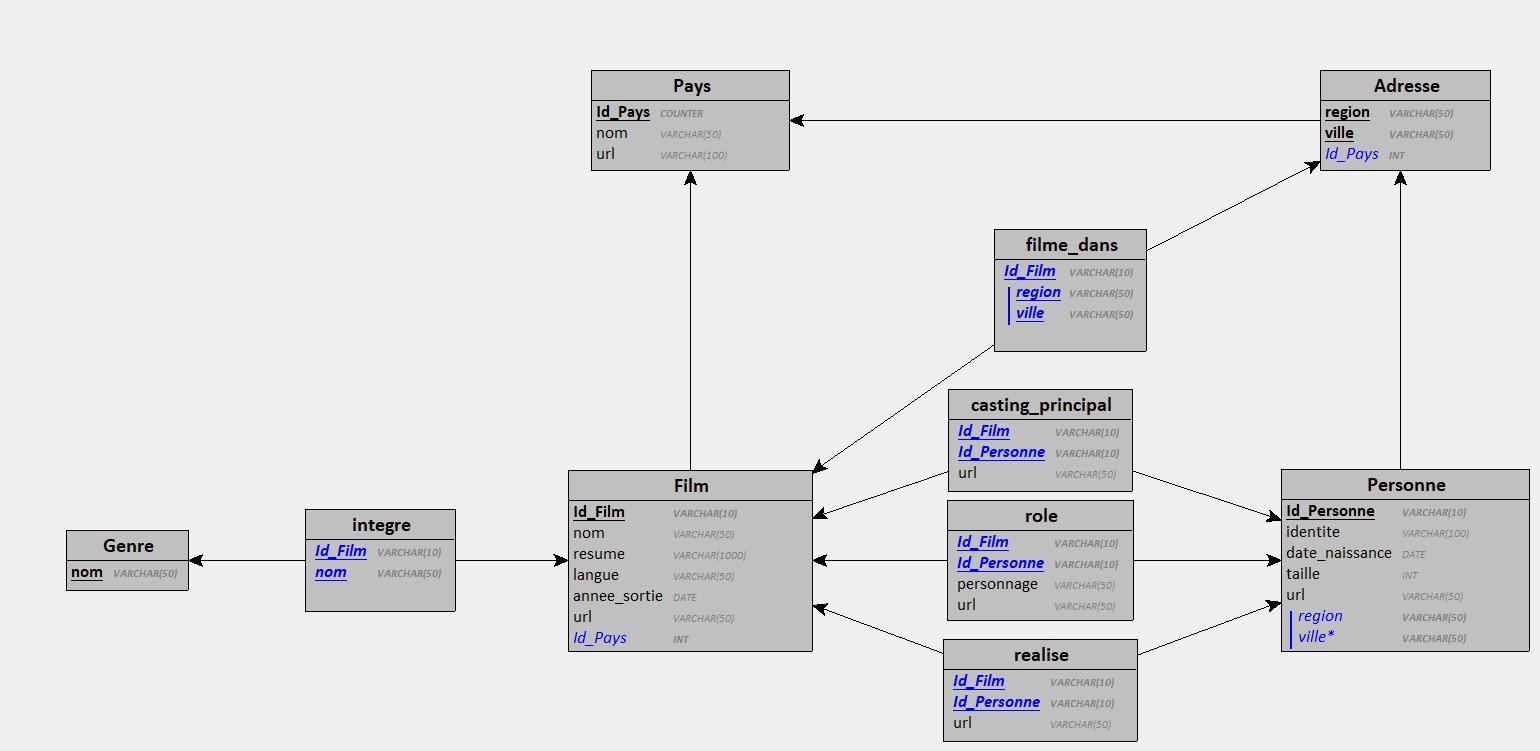 Pays
Id_Pays COUNTER
nom VARCHAR(50)
url VARCHAR(100)
Adresse
region VARCHAR(50)
ville VARCHAR(50)
Id_Pays INT
filme_dans
Id_Film VARCHAR(10)
region VARCHAR(50)
ville VARCHAR(50)
casting_principal
Id_Film VARCHAR(10)
Id_Personne VARCHAR(10)
url VARCHAR(50)
Film
Id_Film VARCHAR(10)
nom VARCHAR(50)
resume VARCHAR(1000)
langue VARCHAR(50)
annee_sortie DATE
url VARCHAR(50)
Id_Pays INT
Personne
Id_Personne VARCHAR(10)
identite VARCHAR(100)
date_naissance DATE
taille INT
url VARCHAR(50)
region VARCHAR(50)
ville* VARCHAR(50)
role
Id_Film VARCHAR(10)
Id_Personne VARCHAR(10)
personnage VARCHAR(50)
url VARCHAR(50)
integre
Id_Film VARCHAR(10)
nom VARCHAR(50)
Genre
nom VARCHAR(50)
realise
Id_Film VARCHAR(10)
Id_Personne VARCHAR(10)
url VARCHAR(50)